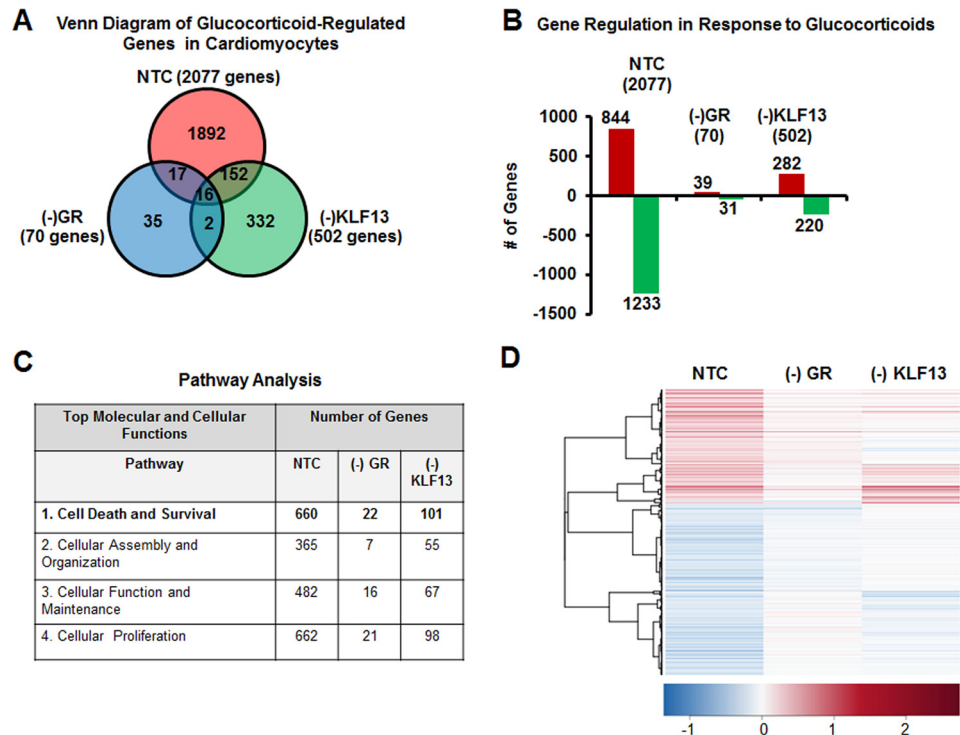 A
Venn Diagram of Glucocorticoid-Regulated
Genes in Cardiomyocytes
NTC (2077 genes)
1892
17
152
16
(-)GR
(70 genes)
35
2
332
(-)KLF13
(502 genes)
B
Gene Regulation in Response to Glucocorticoids
NTC
(2077)
(-)GR
(70)
(-)KLF13
(502)
# of Genes
1000
500
0
-500
-1000
-1500
844
1233
39
31
282
220
C
Pathway Analysis
Top Molecular and Cellular
Functions
Number of Genes
Pathway
NTC
(-) GR
(-)
KLF13
1. Cell Death and Survival 660 22 101
2. Cellular Assembly and
Organization
365 7 55
3. Cellular Function and
Maintenance
482 16 67
4. Cellular Proliferation 662 21 98
D
NTC
(-) GR
(-) KLF13
-1 0 1 2